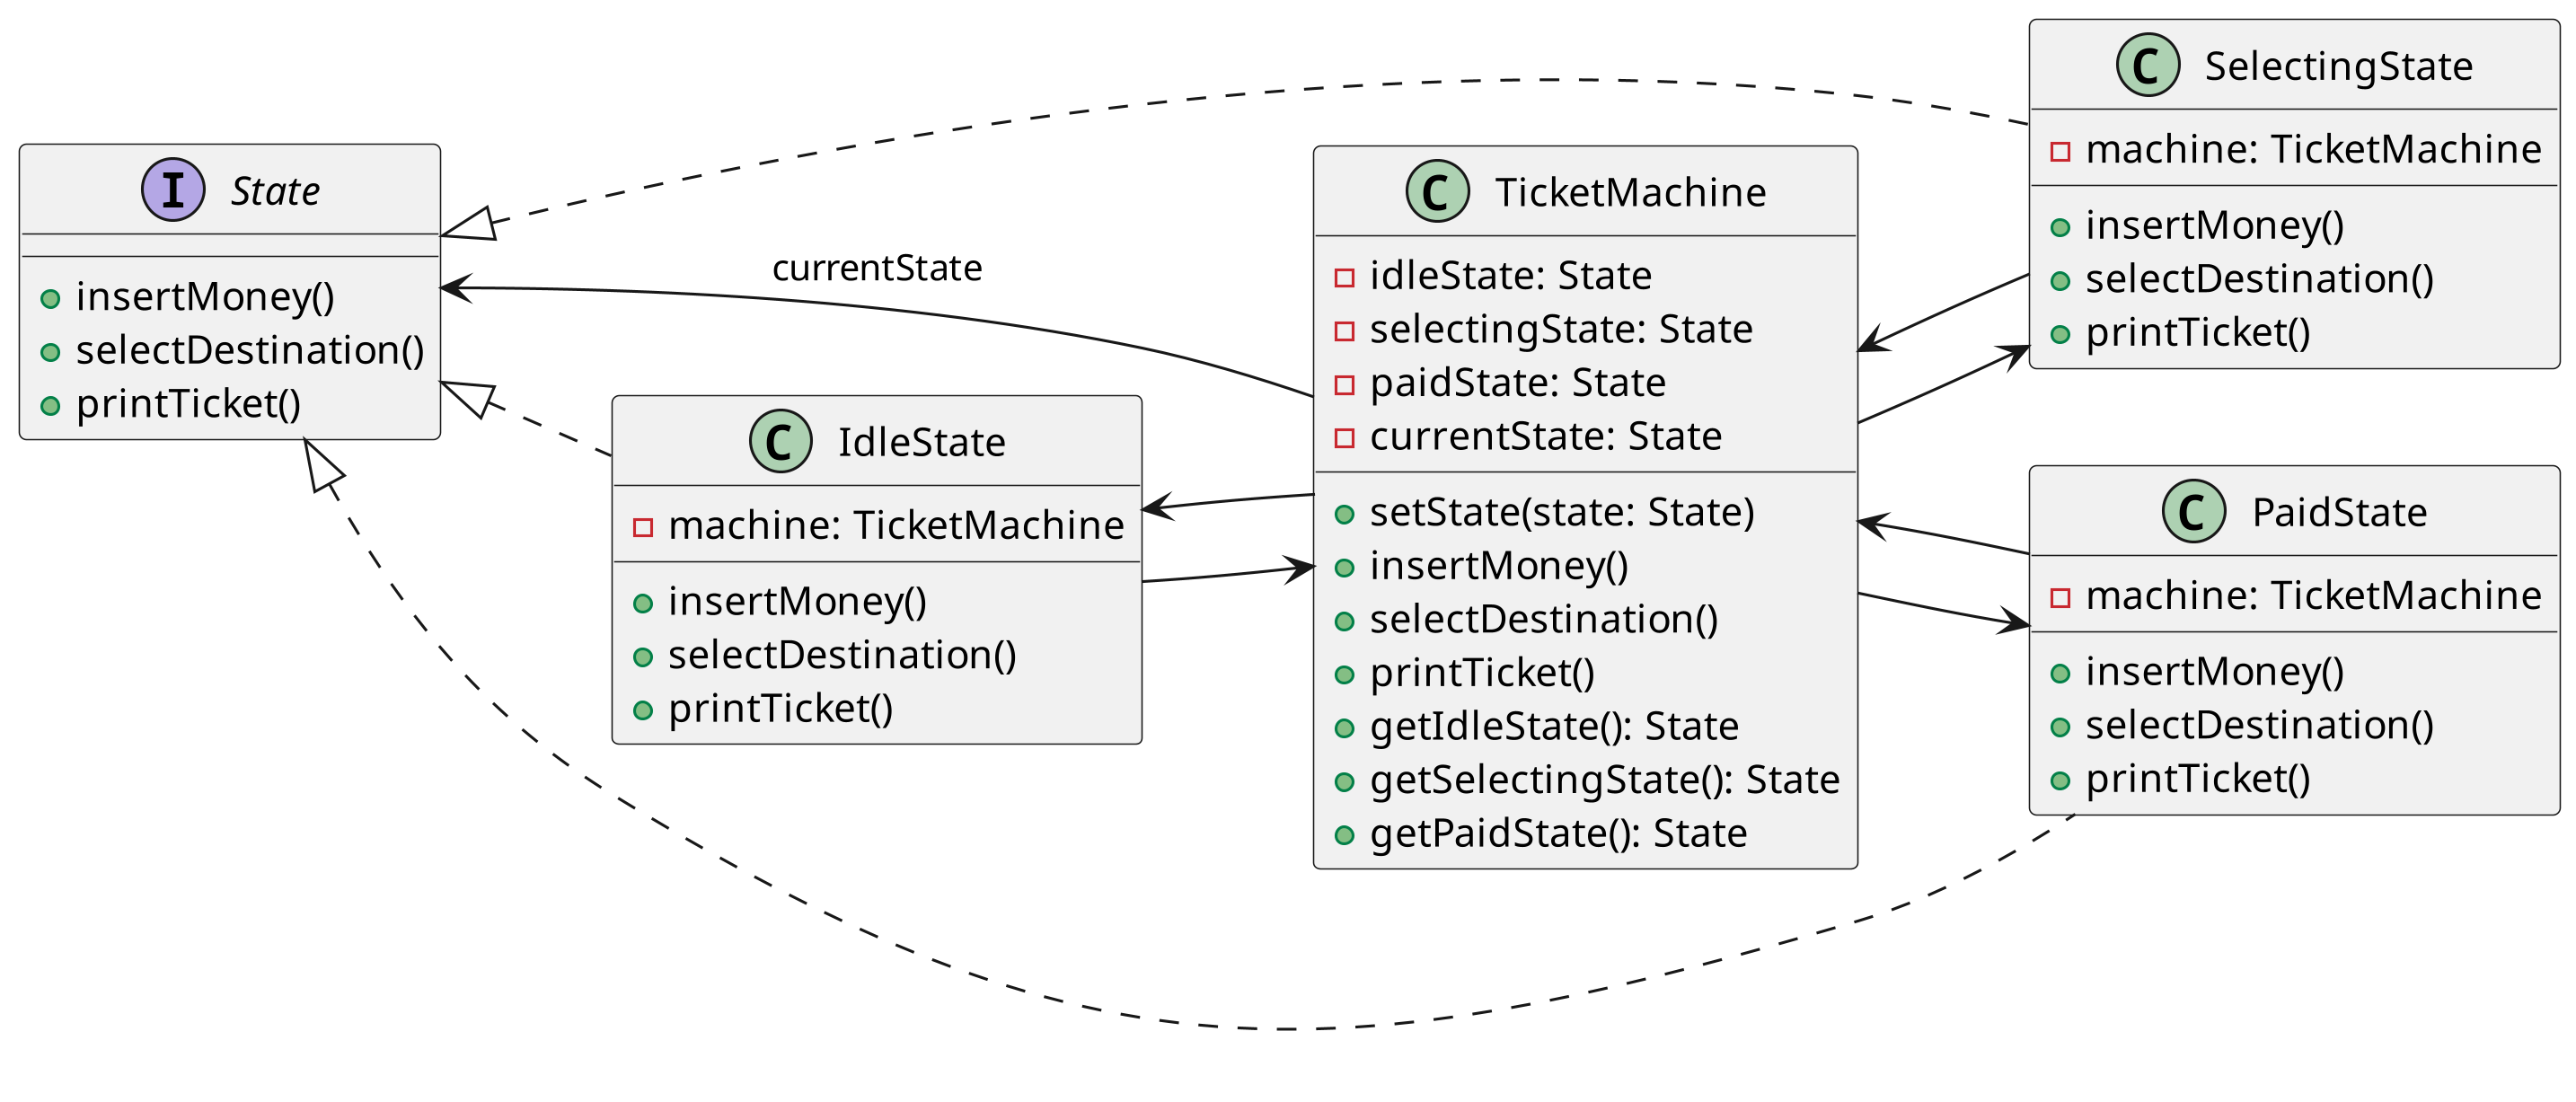 I State
insertMoney()
selectDestination()
printTicket()
currentState
C IdleState
machine: TicketMachine
insertMoney()
selectDestination()
printTicket()
C TicketMachine
idleState: State
selectingState: State
paidState: State
currentState: State
setState(state: State)
insertMoney()
selectDestination()
printTicket()
getIdleState(): State
getSelectingState(): State
getPaidState(): State
C SelectingState
machine: TicketMachine
insertMoney()
selectDestination()
printTicket()
C PaidState
machine: TicketMachine
insertMoney()
selectDestination()
printTicket()